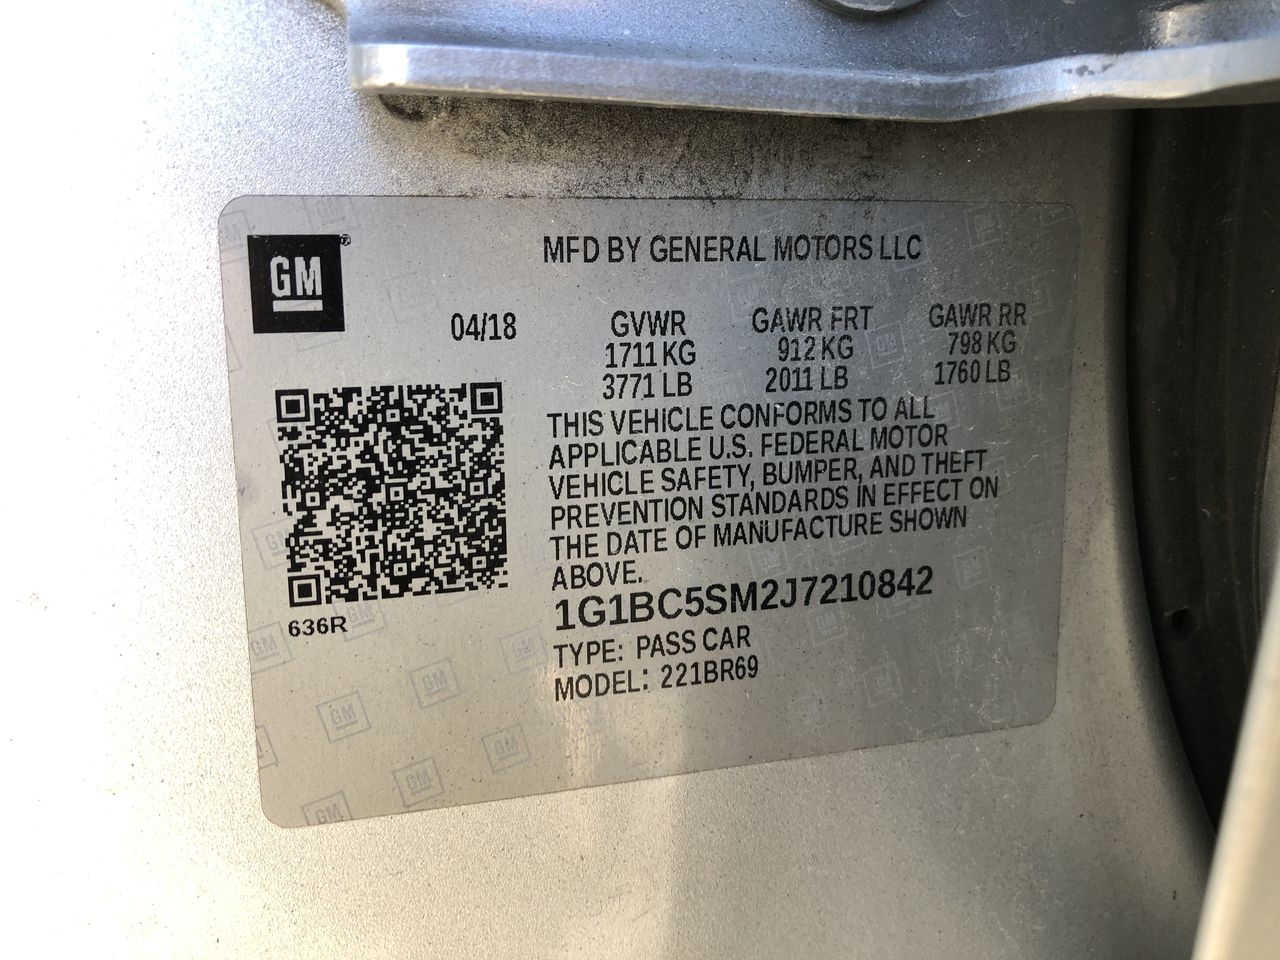 GM®
MFD BY GENERAL MOTORS LLC
04/18
GVWR GAWR FRT GAWR RR
1711 KG 912 KG 798 KG
3771 LB 2011 LB 1760 LB
THIS VEHICLE CONFORMS TO ALL
APPLICABLE U.S. FEDERAL MOTOR
VEHICLE SAFETY, BUMPER, AND THEFT
PREVENTION STANDARDS IN EFFECT ON
THE DATE OF MANUFACTURE SHOWN
ABOVE.
1G1BC5SM2J7210842
636R
TYPE: PASS CAR
MODEL: 221BR69